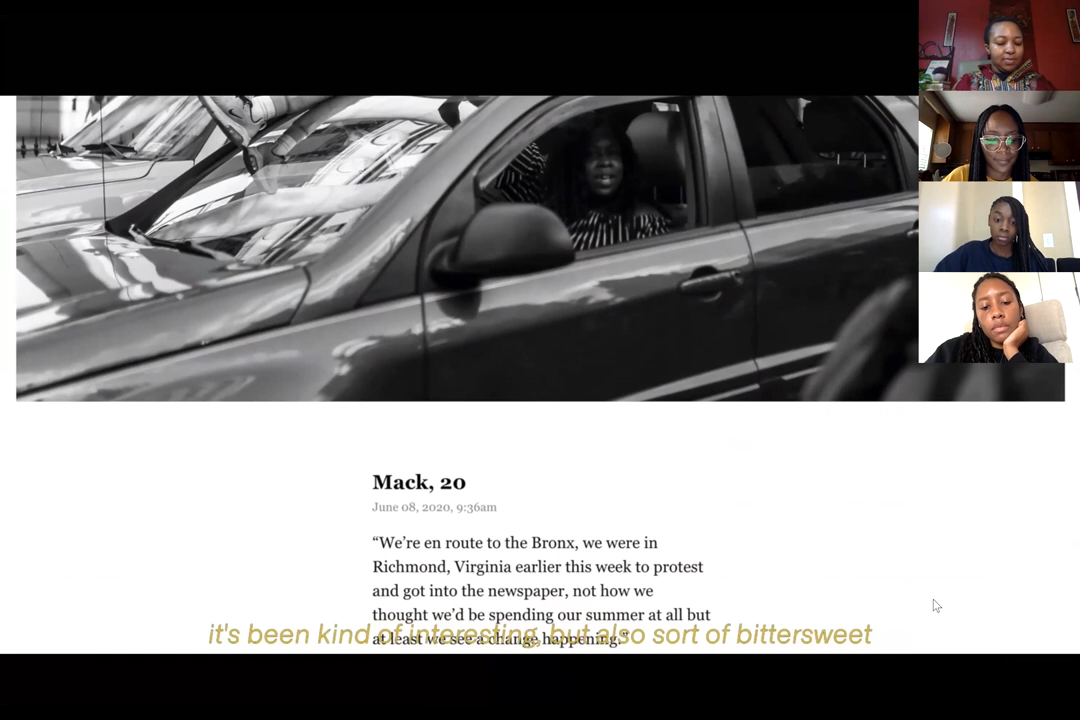 Mack, 20
June 08, 2020, 9:36am
“We’re en route to the Bronx, we were in
Richmond, Virginia earlier this week to protest
and got into the newspaper, not how we
thought we’d be spending our summer at all but
at least we see a change happening.”
it's been kind of interesting, but also sort of bittersweet